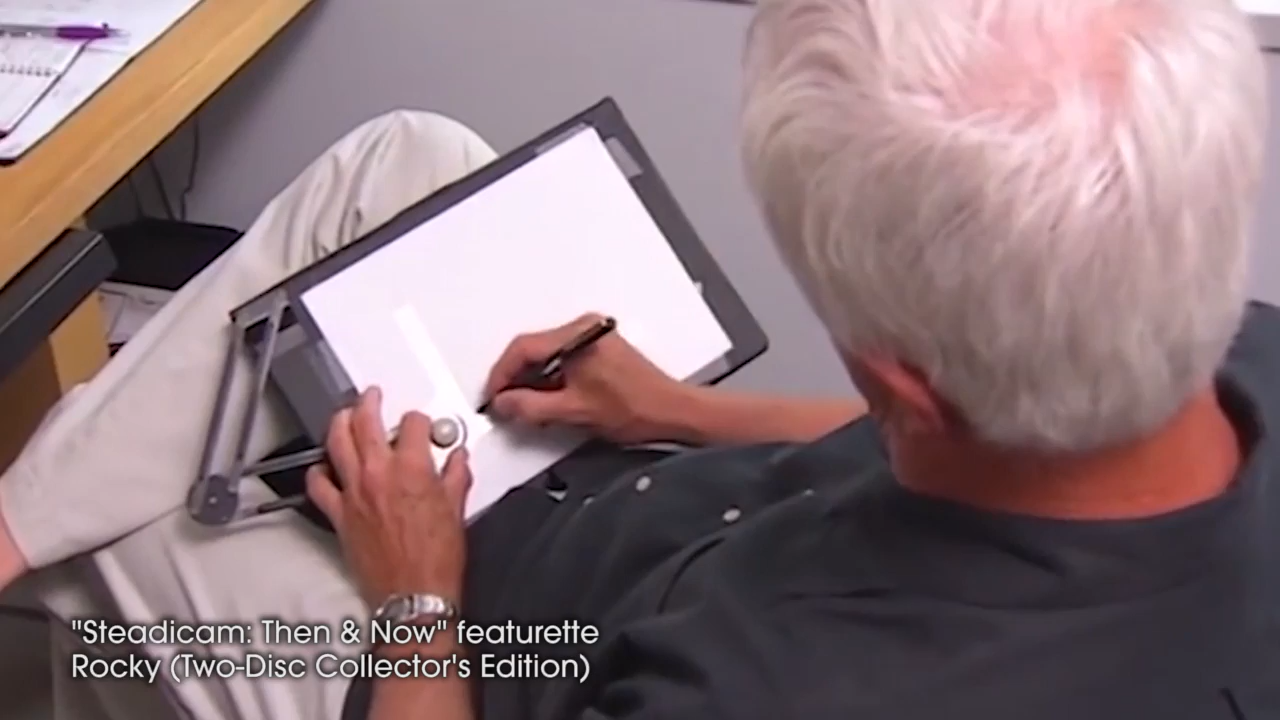 "Steadicam: Then & Now" featurette
Rocky (Two-Disc Collector's Edition)